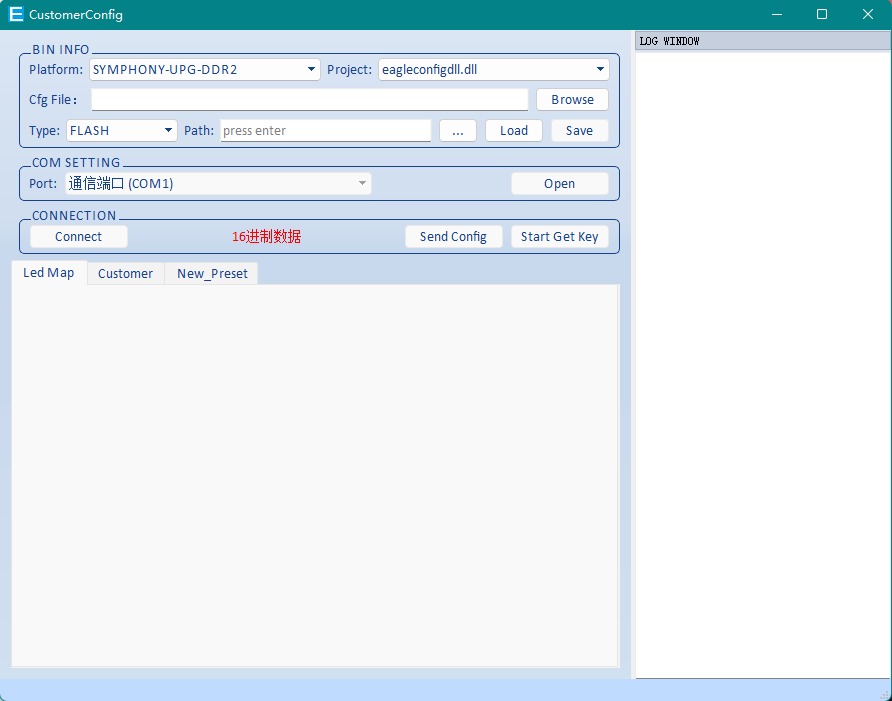 CustomerConfig
LOG WINDOW
BIN INFO
Platform: SYMPHONY-UPG-DDR2 Project: eagleconfigdll.dll
Cfg File: Browse
Type: FLASH Path: press enter ... Load Save
COM SETTING
Port: 通信端口 (COM1) Open
CONNECTION
Connect 16进制数据 Send Config Start Get Key
Led Map Customer New_Preset